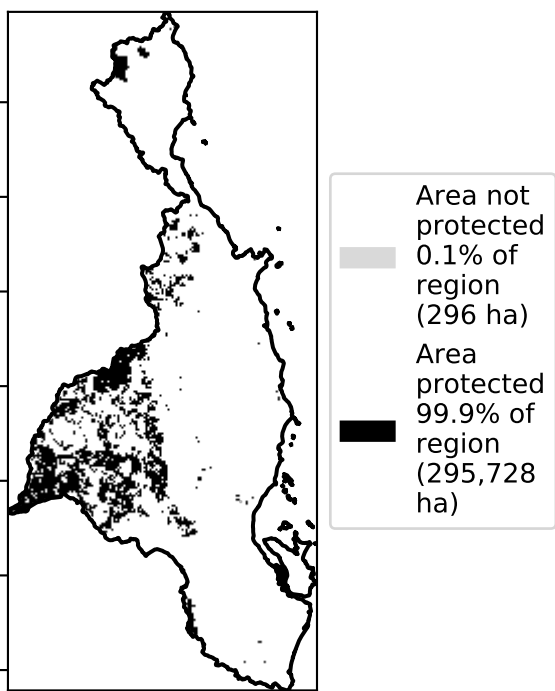 Area not
protected
0.1% of
region
(296 ha)
Area
protected
99.9% of
region
(295,728
ha)